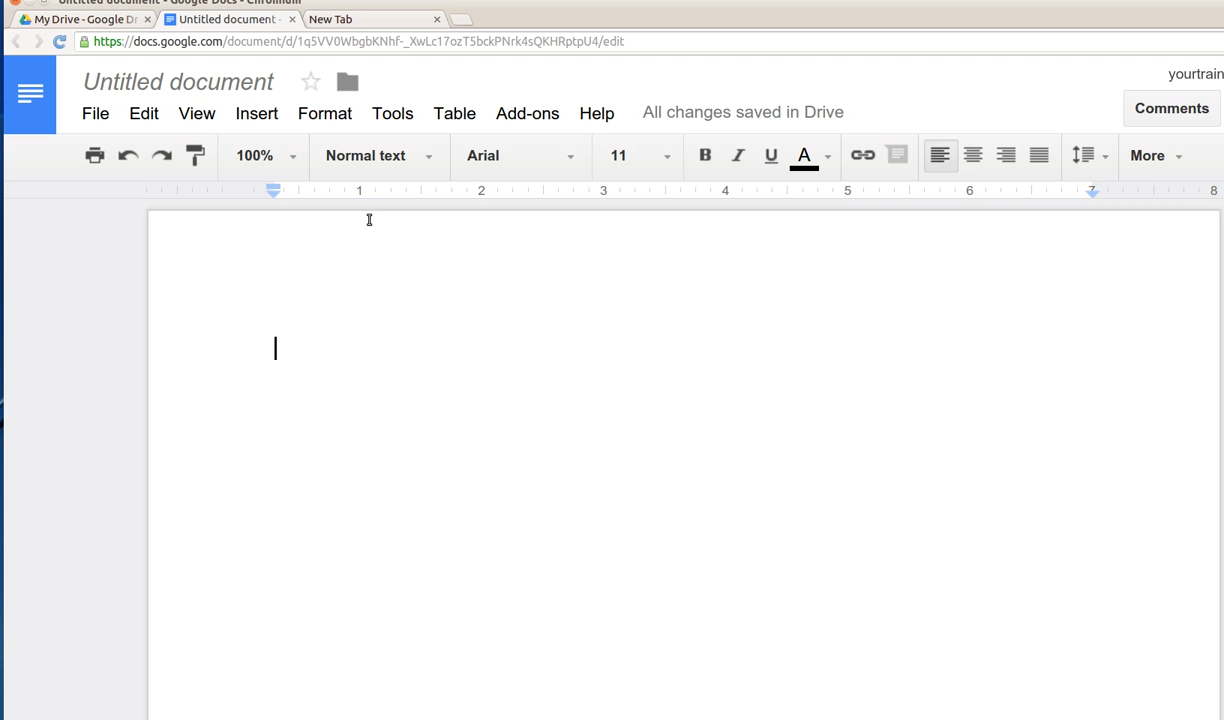 Untitled document - Google Docs - Chromium
My Drive - Google Dr
Untitled document -
New Tab
https://docs.google.com/document/d/1q5VV0WbgbKNhf-_XwLc17ozT5bckPNrk4sQKHRptpU4/edit
yourtrain
Untitled document
File Edit View Insert Format Tools Table Add-ons Help All changes saved in Drive
Comments
100% Normal text Arial 11 B I U A More
1 2 3 4 5 6 7 8